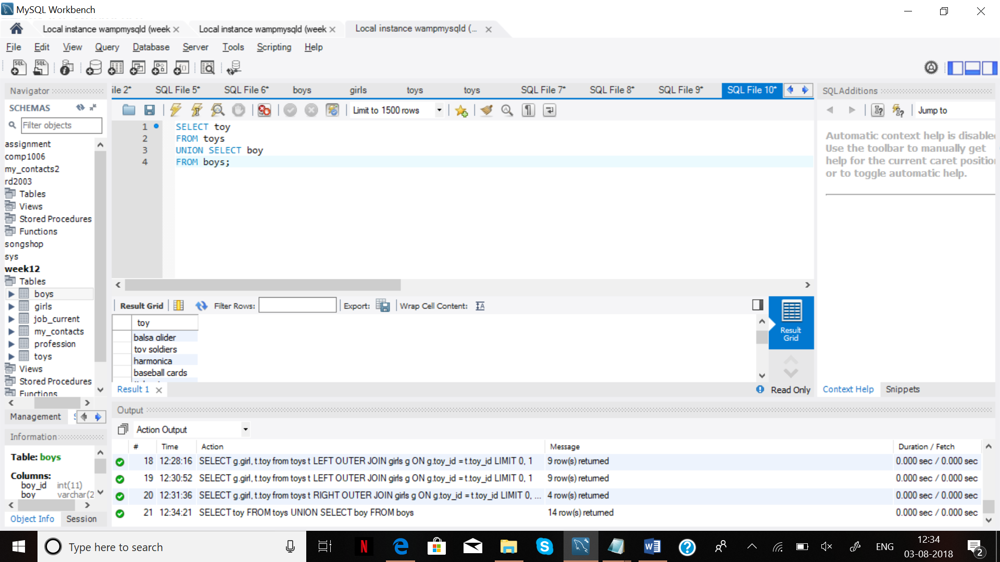 MySQL Workbench
Local instance wampmysqld (week
Local instance wampmysqld (week
Local instance wampmysqld (...
File Edit View Query Database Server Tools Scripting Help
Navigator
ile 2* SQL File 5* SQL File 6* boys girls toys toys SQL File 7* SQL File 8* SQL File 9* SQL File 10*
SQLAdditions
SCHEMAS
Limit to 1500 rows
Jump to
Filter objects
1 SELECT toy
2 FROM toys
3 UNION SELECT boy
4 FROM boys;
Automatic context help is disable
Use the toolbar to manually get
help for the current caret position
or to toggle automatic help.
assignment
comp1006
my_contacts2
rd2003
Tables
Views
Stored Procedures
Functions
songshop
sys
week12
Tables
boys
girls
job_current
my_contacts
profession
toys
Views
Stored Procedures
Functions
Result Grid Filter Rows: Export: Wrap Cell Content:
toy
balsa glider
toy soldiers
harmonica
baseball cards
Result
Grid
Result 1
Read Only
Context Help Snippets
Management
Output
Action Output
Information
# Time Action Message Duration / Fetch
Table: boys
Columns:
boy_id int(11)
boy varchar(2
18 12:28:16 SELECT g.girl, t.toy from toys t LEFT OUTER JOIN girls g ON g.toy_id = t.toy_id LIMIT 0, 1 9 row(s) returned 0.000 sec / 0.000 sec
19 12:30:52 SELECT g.girl, t.toy from toys t LEFT OUTER JOIN girls g ON g.toy_id = t.toy_id LIMIT 0, 1 9 row(s) returned 0.000 sec / 0.000 sec
20 12:31:36 SELECT g.girl, t.toy from toys t RIGHT OUTER JOIN girls g ON g.toy_id = t.toy_id LIMIT 0, ... 4 row(s) returned 0.000 sec / 0.000 sec
21 12:34:21 SELECT toy FROM toys UNION SELECT boy FROM boys 14 row(s) returned 0.000 sec / 0.000 sec
Object Info Session
Type here to search
ENG
12:34
03-08-2018
2